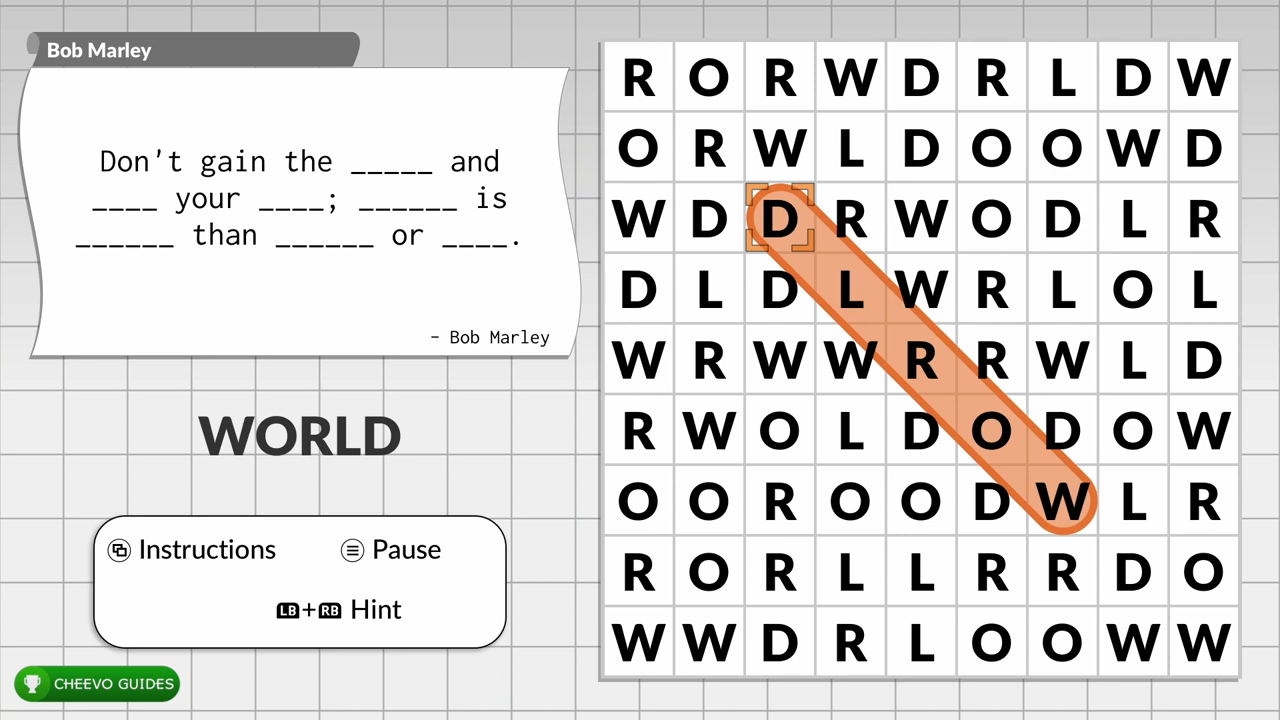 Bob Marley
Don't gain the _____ and
____ your ____; ______ is
______ than ______ or ____.
– Bob Marley
WORLD
Instructions
Pause
LB+RB Hint
CHEEVO GUIDES
R O R W D R L D W
O R W L D O O W D
W D D R W O D L R
D L D L W R L O L
W R W W R R W L D
R W O L D O D O W
O O R O O D W L R
R O R L L R R D O
W W D R L O O W W